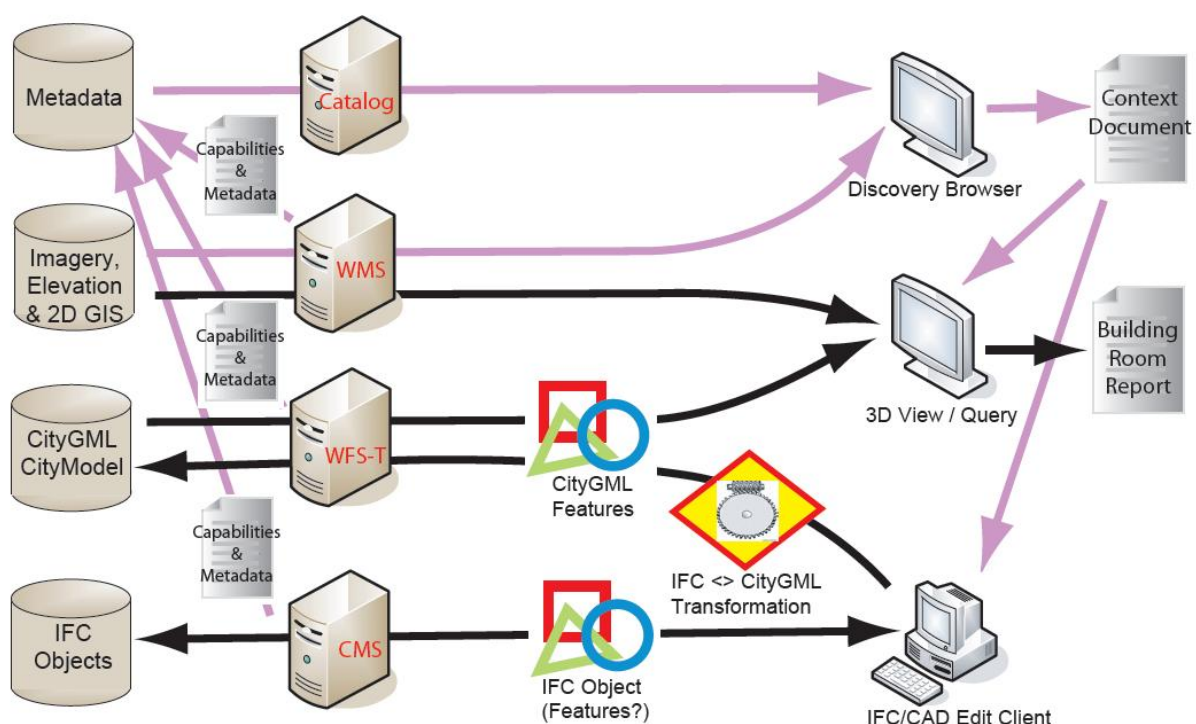 Metadata
Catalog
Capabilities
&
Metadata
Discovery Browser
Context
Document
Imagery,
Elevation
& 2D GIS
WMS
Capabilities
&
Metadata
3D View / Query
Building
Room
Report
CityGML
CityModel
WFS-T
CityGML
Features
Capabilities
&
Metadata
IFC <> CityGML
Transformation
IFC
Objects
CMS
IFC Object
(Features?)
IFC/CAD Edit Client